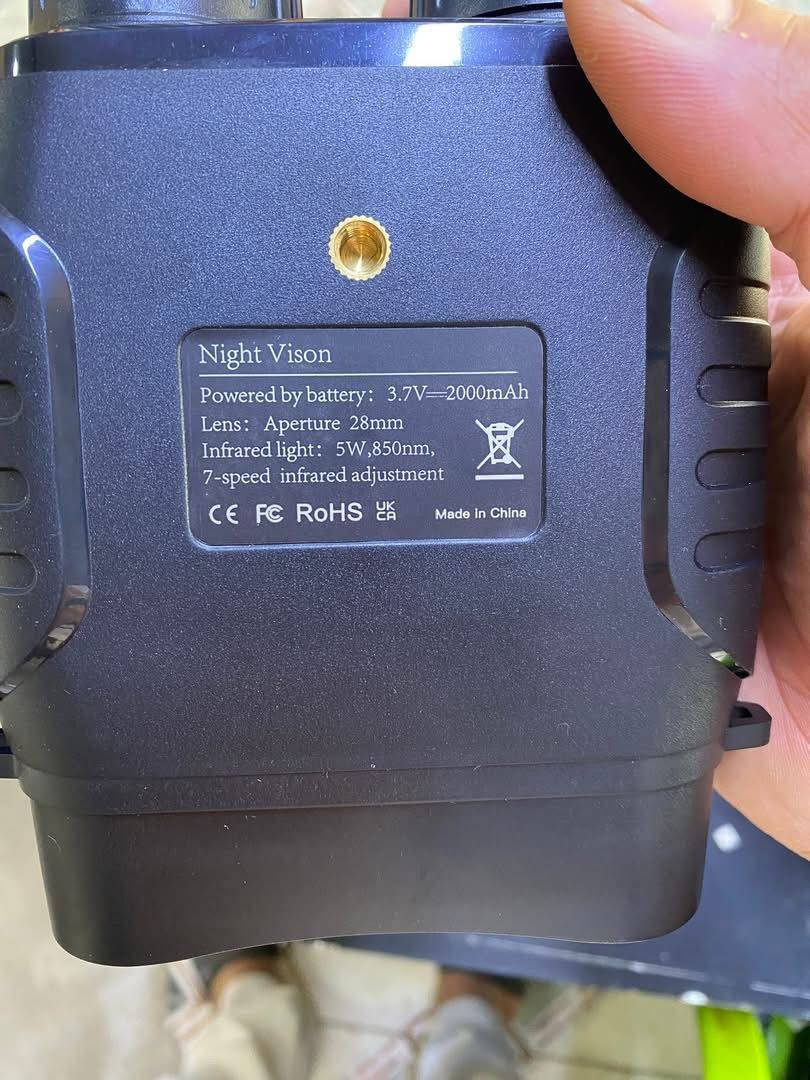 Night Vison
Powered by battery: 3.7V⎓2000mAh
Lens: Aperture 28mm
Infrared light: 5W,850nm,
7-speed infrared adjustment
CE FC RoHS UK CA Made in China